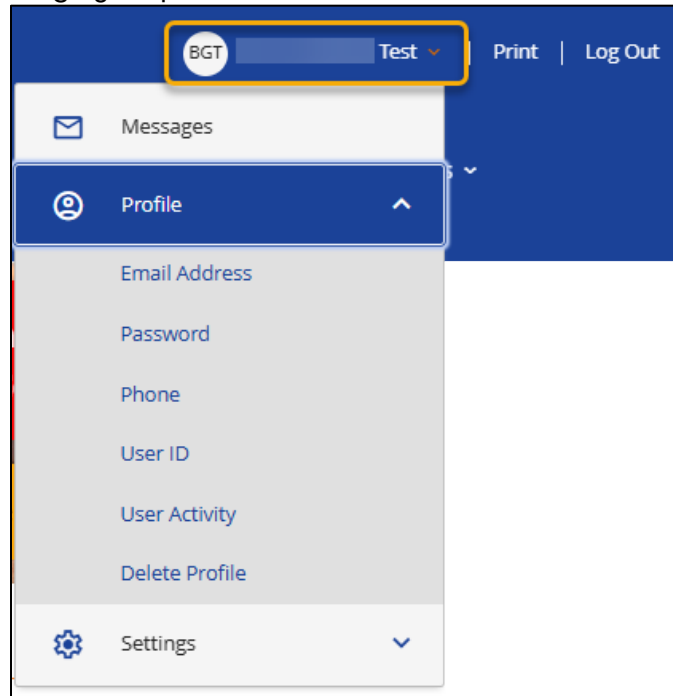 BGT Test | Print | Log Out
Messages
Profile
Email Address
Password
Phone
User ID
User Activity
Delete Profile
Settings